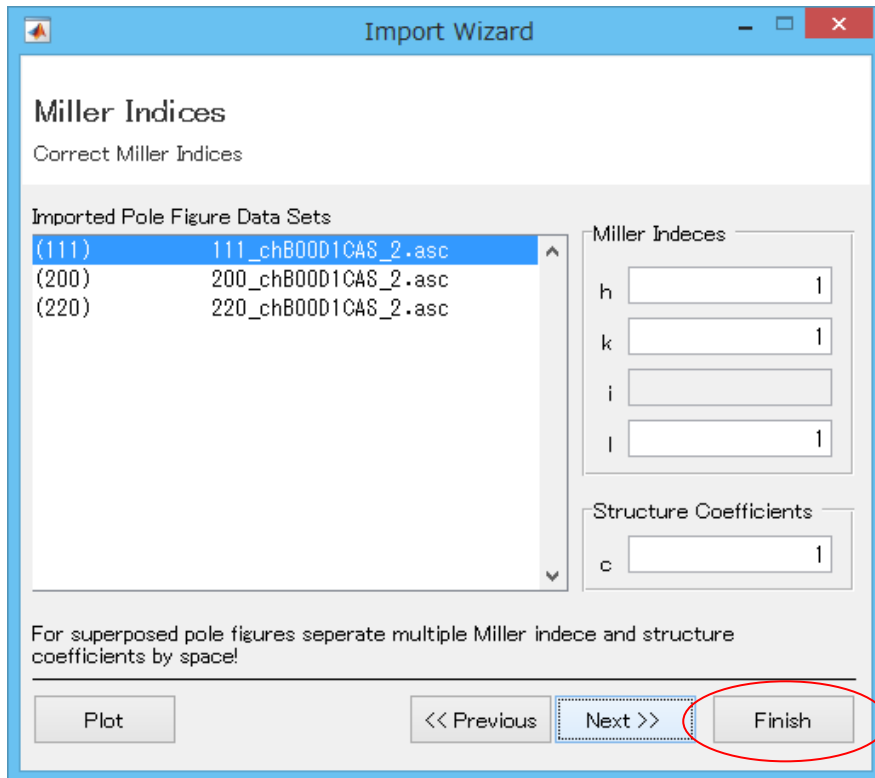 Import Wizard
Miller Indices
Correct Miller Indices
Imported Pole Figure Data Sets
(111) 111_chB00D1CAS_2.asc
(200) 200_chB00D1CAS_2.asc
(220) 220_chB00D1CAS_2.asc
Miller Indeces
h 1
k 1
i
l 1
Structure Coefficients
c 1
For superposed pole figures seperate multiple Miller indece and structure
coefficients by space!
Plot << Previous Next >> Finish